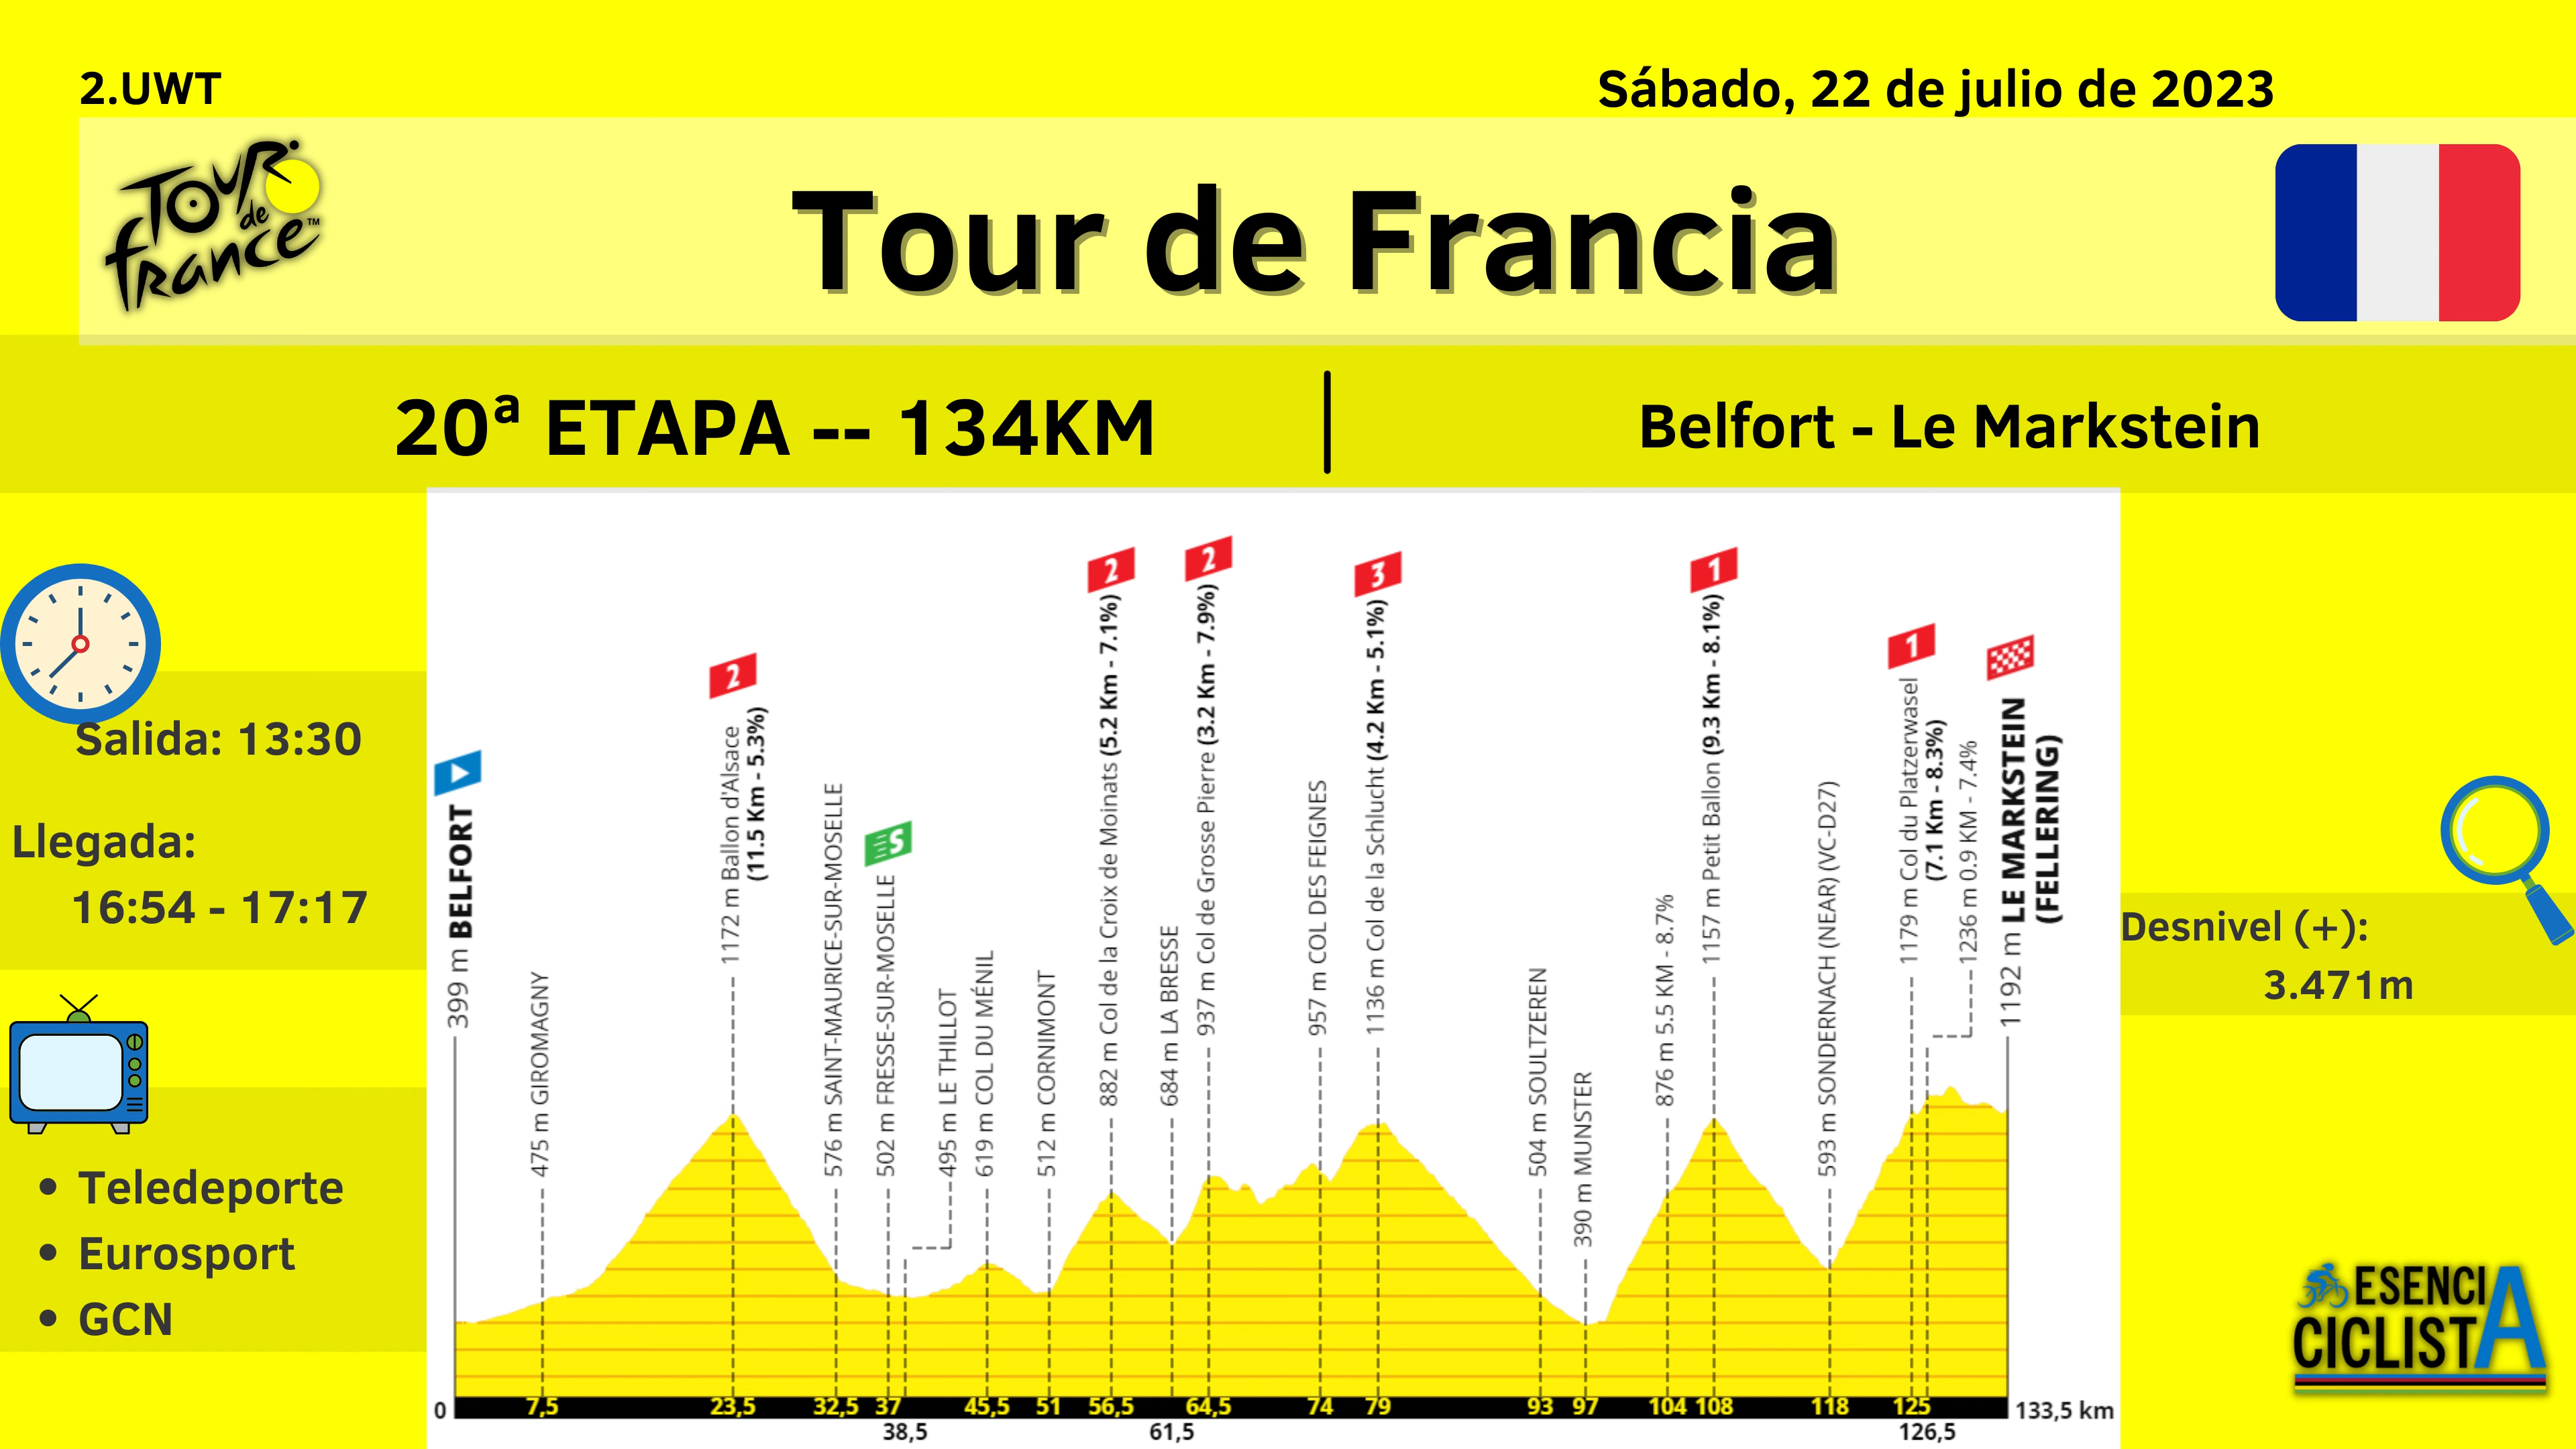 2.UWT
Sábado, 22 de julio de 2023
TOUR
de
france™
Tour de Francia
20ª ETAPA -- 134KM
Belfort - Le Markstein
Salida: 13:30
Llegada:
16:54 - 17:17
• Teledeporte
• Eurosport
• GCN
399 m BELFORT
475 m GIROMAGNY
2
1172 m Ballon d'Alsace
(11.5 Km - 5.3%)
576 m SAINT-MAURICE-SUR-MOSELLE
S
502 m FRESSE-SUR-MOSELLE
495 m LE THILLOT
619 m COL DU MÉNIL
512 m CORNIMONT
2
882 m Col de la Croix de Moinats (5.2 Km - 7.1%)
684 m LA BRESSE
2
937 m Col de Grosse Pierre (3.2 Km - 7.9%)
957 m COL DES FEIGNES
3
1136 m Col de la Schlucht (4.2 Km - 5.1%)
504 m SOULTZEREN
390 m MUNSTER
876 m 5.5 KM - 8.7%
1
1157 m Petit Ballon (9.3 Km - 8.1%)
593 m SONDERNACH (NEAR) (VC-D27)
1
1179 m Col du Platzerwasel
(7.1 Km - 8.3%)
1236 m 0.9 KM - 7.4%
1192 m LE MARKSTEIN
(FELLERING)
0 7,5 23,5 32,5 37 45,5 51 56,5 64,5 74 79 93 97 104 108 118 125 133,5 km
38,5 61,5 126,5
Desnivel (+):
3.471m
ESENCIA
CICLISTA